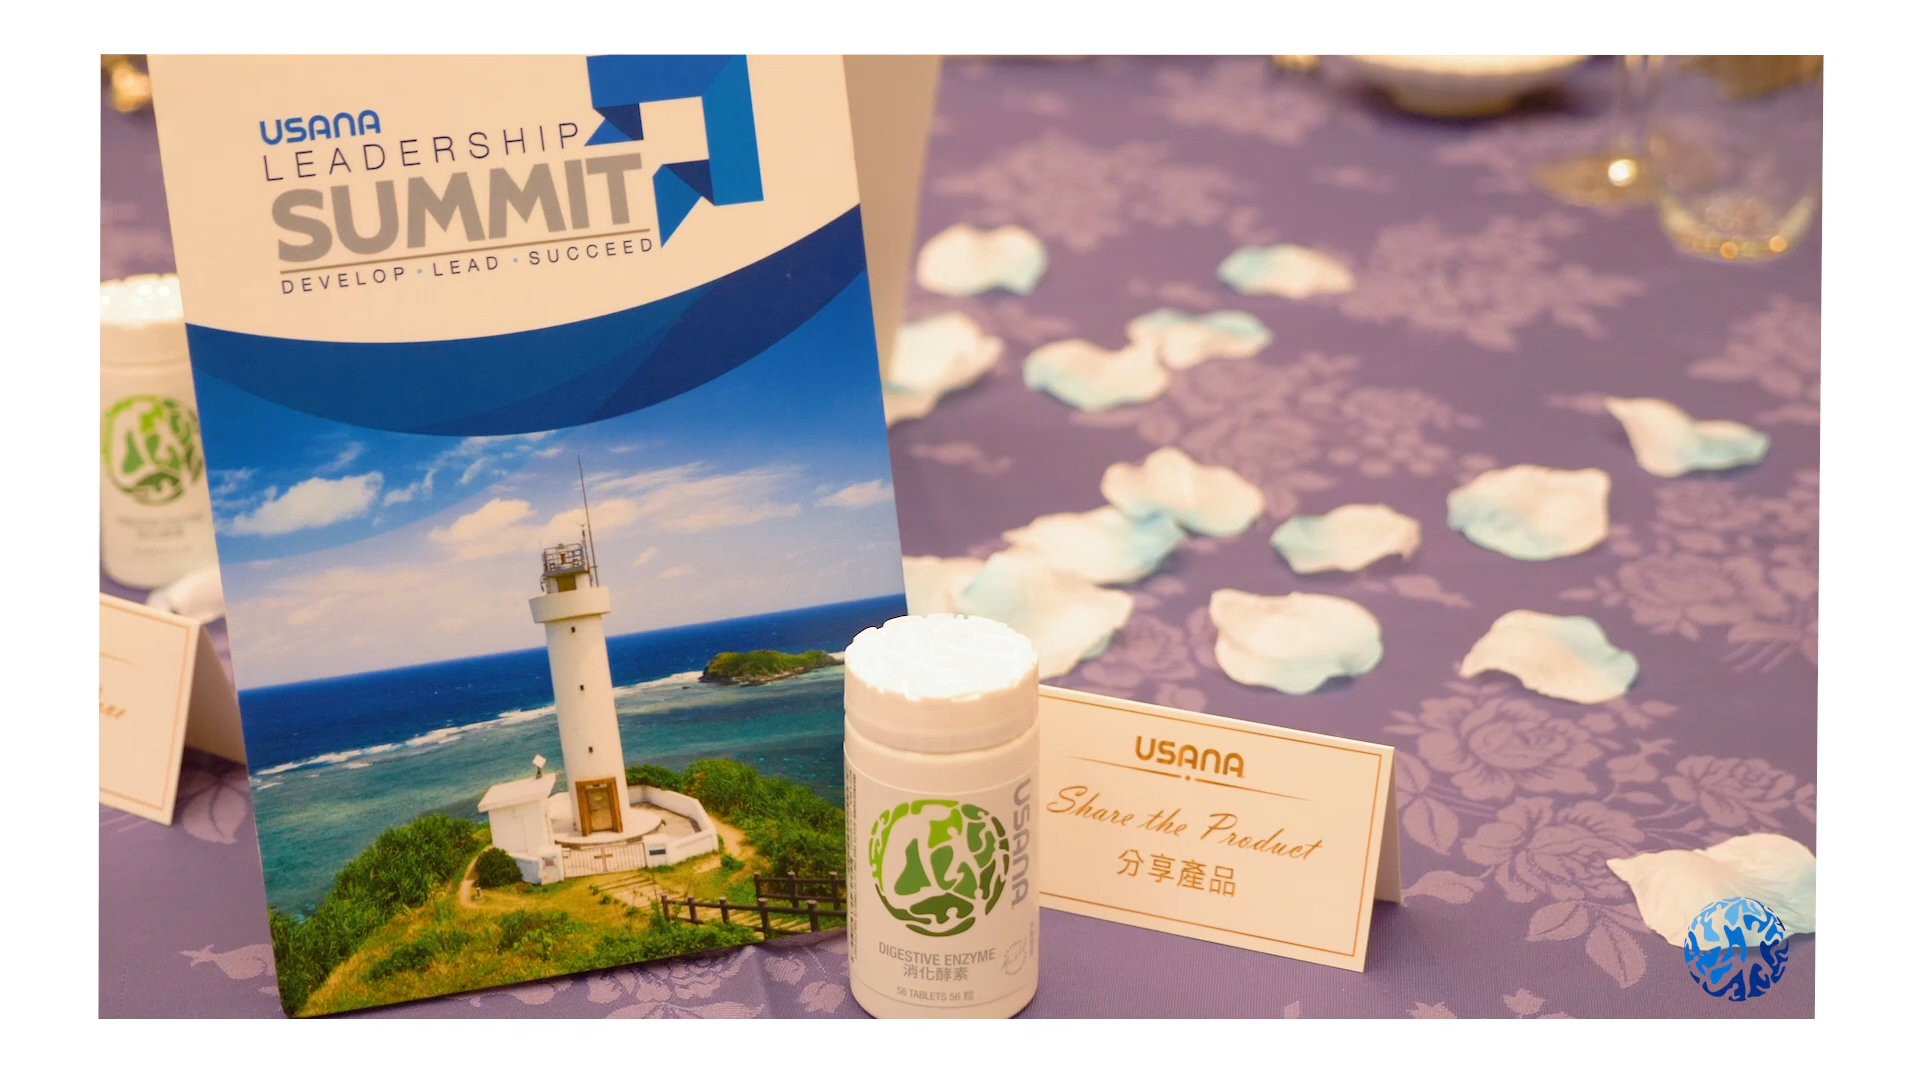 USANA
LEADERSHIP
SUMMIT
DEVELOP · LEAD · SUCCEED
USANA
DIGESTIVE ENZYME
消化酵素
56 TABLETS 56 粒
USANA
Share the Product
分享產品